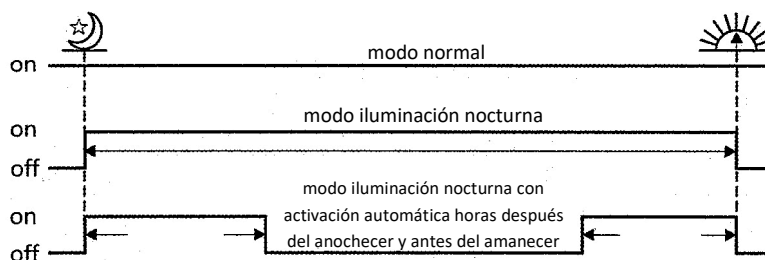 modo normal
on
modo iluminación nocturna
on
off
modo iluminación nocturna con
activación automática horas después
del anochecer y antes del amanecer
on
off